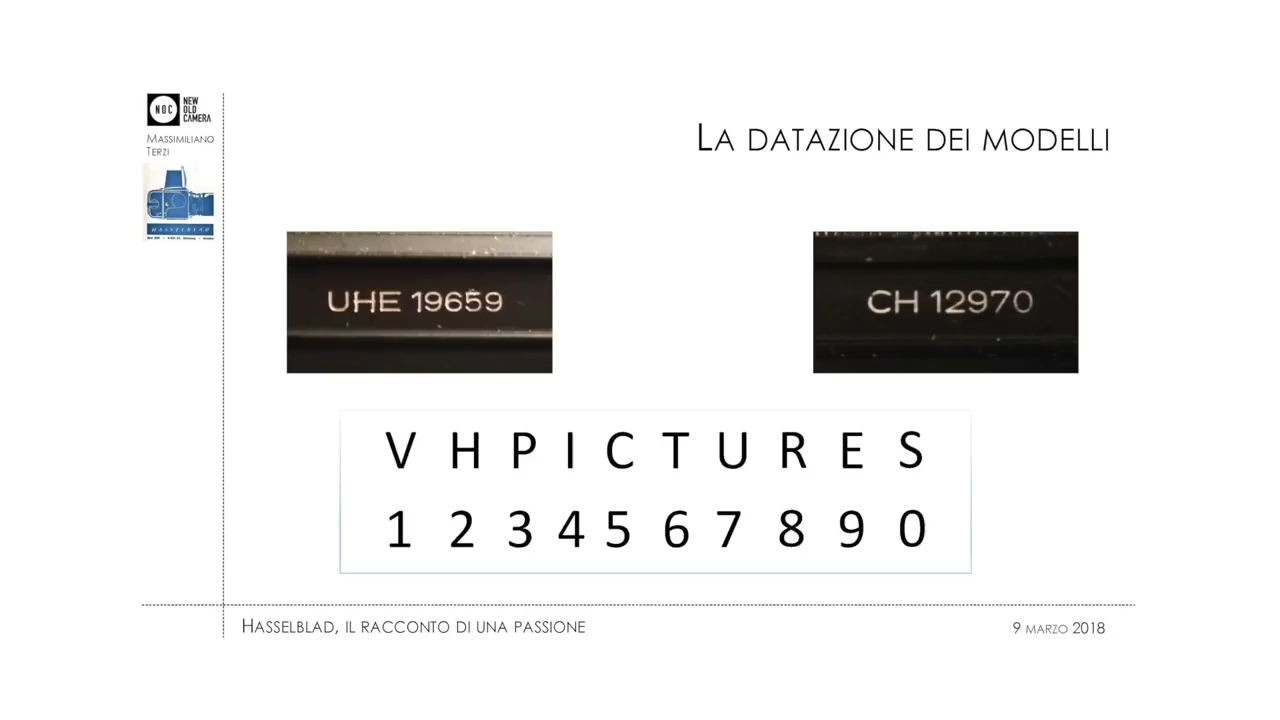 NOC NEW OLD CAMERA
MASSIMILIANO
TERZI
HASSELBLAD
LA DATAZIONE DEI MODELLI
UHE 19659
CH 12970
V H P I C T U R E S
1 2 3 4 5 6 7 8 9 0
HASSELBLAD, IL RACCONTO DI UNA PASSIONE
9 MARZO 2018